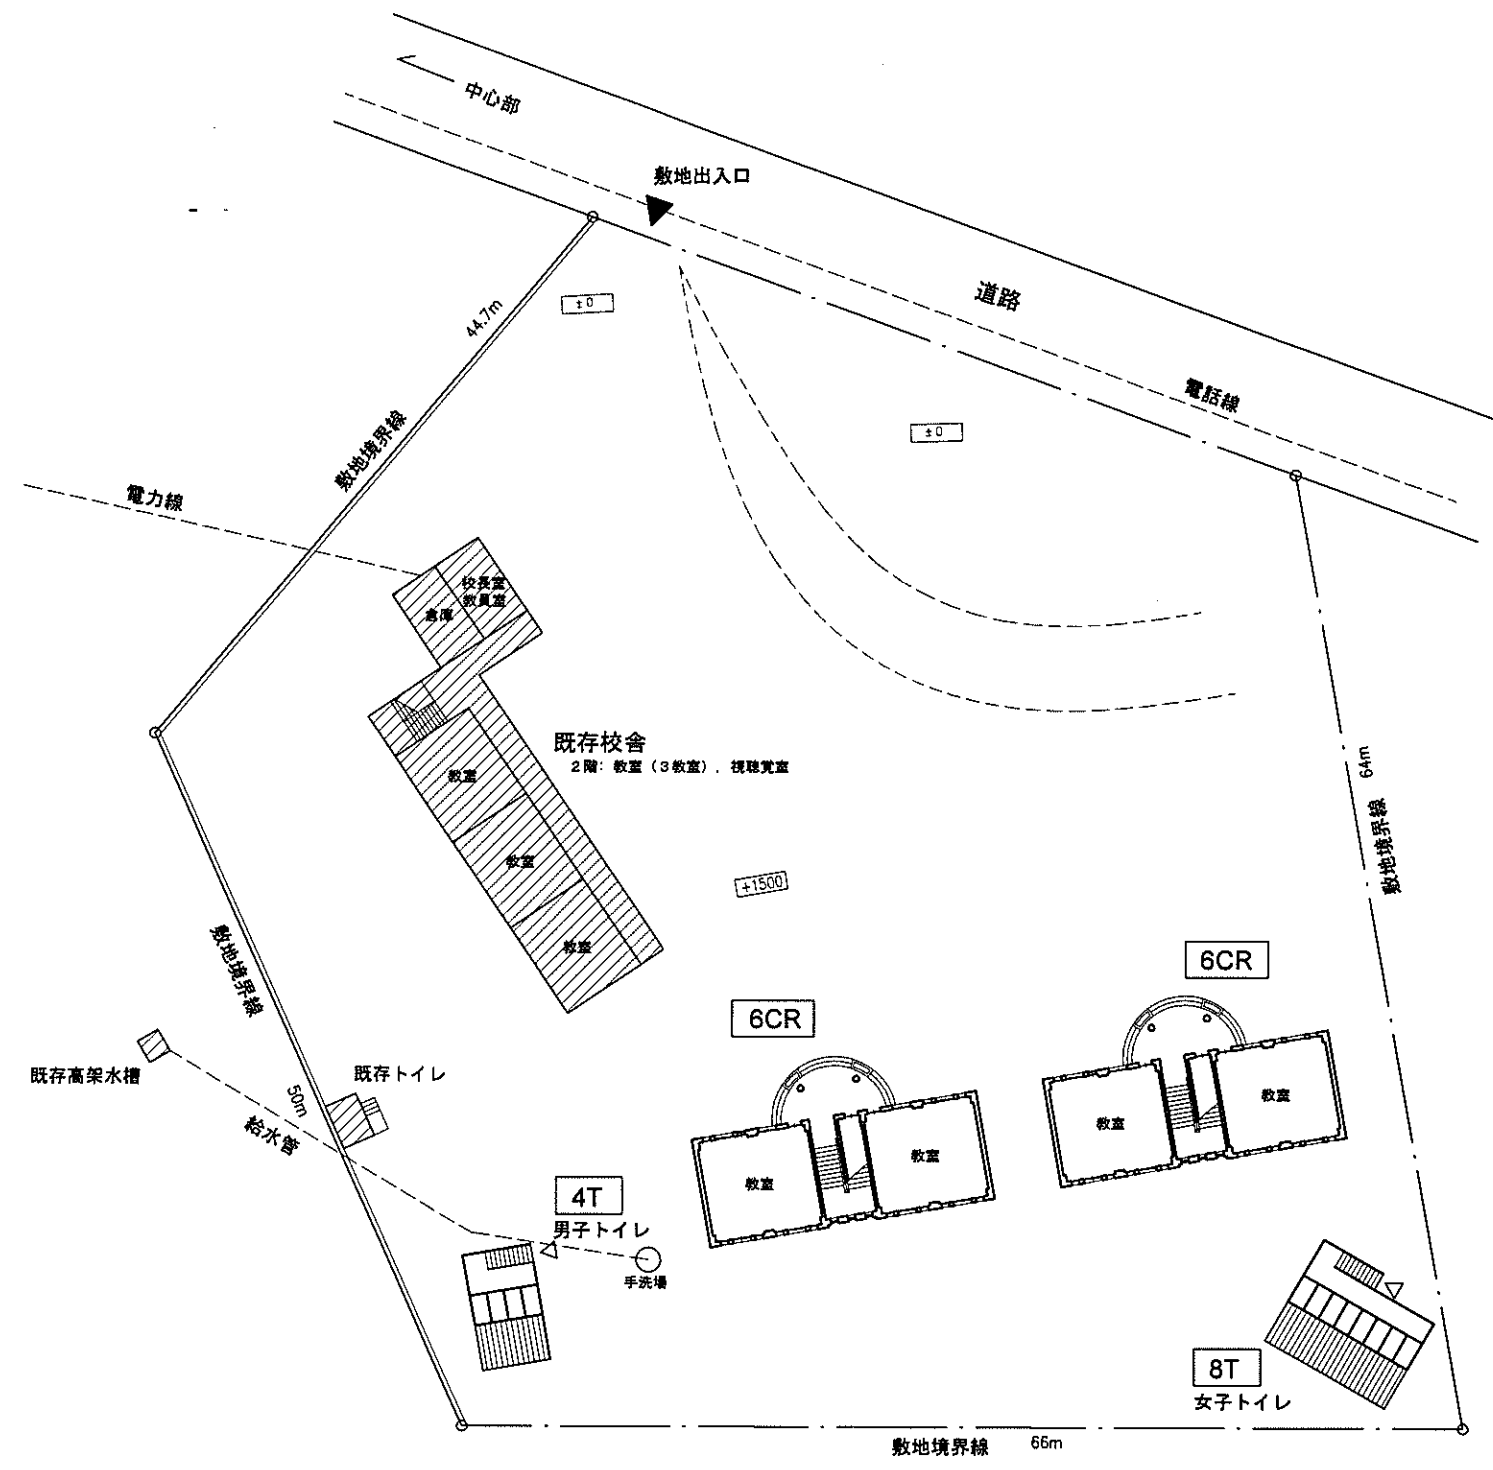 中心部
敷地出入口
道路
電話線
±0
±0
44.7m
敷地境界線
電力線
校長室
教員室
倉庫
既存校舎
2階: 教室（3教室）, 視聴覚室
教室
教室
教室
+1500
64m
敷地境界線
敷地境界線
50m
6CR
6CR
既存高架水槽
既存トイレ
給水管
教室
教室
教室
教室
4T
男子トイレ
手洗場
8T
女子トイレ
敷地境界線
66m